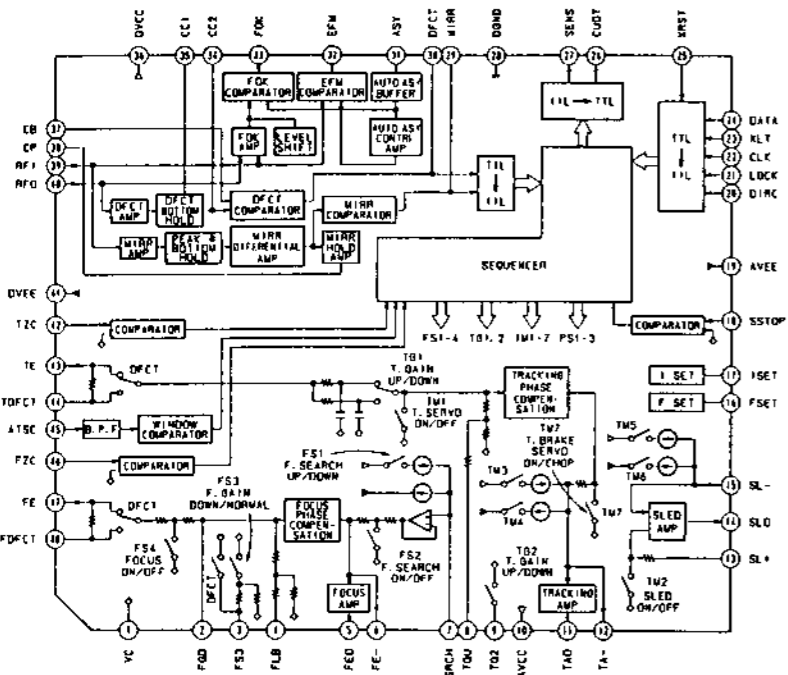 DVCC
CC1
CC2
FOK
EFM
ASY
DFCT
MIRR
DGND
SENS
COUT
XRST
36
35
34
33
32
31
30
29
28
27
26
25
FOK COMPARATOR
EFM COMPARATOR
AUTO ASY BUFFER
FOK AMP
LEVEL SHIFT
AUTO ASY CONTRL AMP
IIL → TTL
TTL ↓ IIL
TTL ↓ IIL
CB
37
CP
38
RFI
39
RFO
40
DFCT AMP
DFCT BOTTOM HOLD
DFCT COMPARATOR
MIRR COMPARATOR
MIRR AMP
PEAK & BOTTOM HOLD
MIRR DIFFERENTIAL AMP
MIRR HOLD AMP
SEQUENCER
24
DATA
23
XLT
22
CLK
21
LOCK
20
DIRC
19
AVEE
18
SSTOP
17
ISET
16
FSET
15
SL-
14
SLO
13
SL+
DVEE
41
TZC
42
COMPARATOR
COMPARATOR
FS1-4
TG1,2
TM1-7
PS1-3
I SET
F SET
TE
43
TDFCT
44
DFCT
ATSC
45
B.P.F
WINDOW COMPARATOR
FZC
46
COMPARATOR
FE
47
FDFCT
48
DFCT
TG1
T. GAIN
UP/DOWN
TM1
T. SERVO
ON/OFF
TRACKING PHASE COMPENSATION
TM7
T. BRAKE
SERVO
ON/CHOP
FS1
F. SEARCH
UP/DOWN
TM3
TM4
TM7
TM5
TM6
SLED AMP
TM2
SLED
ON/OFF
FS3
F. GAIN
DOWN/NORMAL
FS4
FOCUS
ON/OFF
DFCT
FOCUS PHASE COMPENSATION
FS2
F. SEARCH
ON/OFF
TG2
T. GAIN
UP/DOWN
FOCUS AMP
TRACKING AMP
1
2
3
4
5
6
7
8
9
10
11
12
VC
FGD
FS3
FLB
FEO
FE-
SRCH
TGU
TG2
AVCC
TAO
TA-